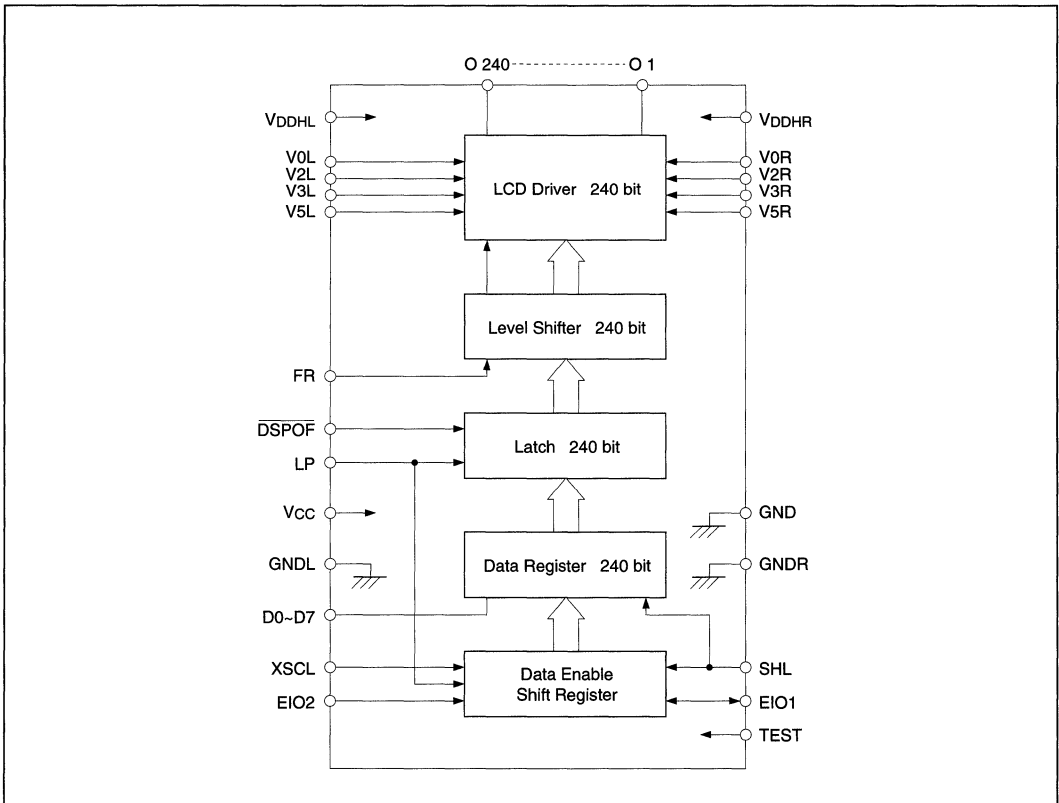 O 240 O 1
VDDHL VDDHR
V0L V0R
V2L V2R
V3L LCD Driver 240 bit V3R
V5L V5R
Level Shifter 240 bit
FR
DSPOF
Latch 240 bit
LP
VCC GND
GNDL Data Register 240 bit GNDR
D0~D7
XSCL Data Enable SHL
Shift Register
EIO2 EIO1
TEST